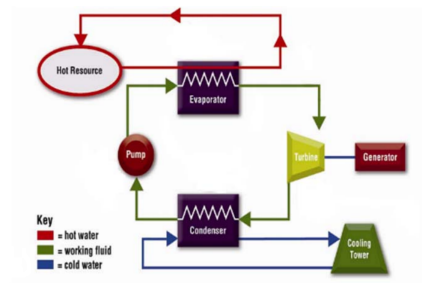 Hot Resource
Evaporator
Pump
Turbine
Generator
Condenser
Cooling
Tower
Key
= hot water
= working fluid
= cold water